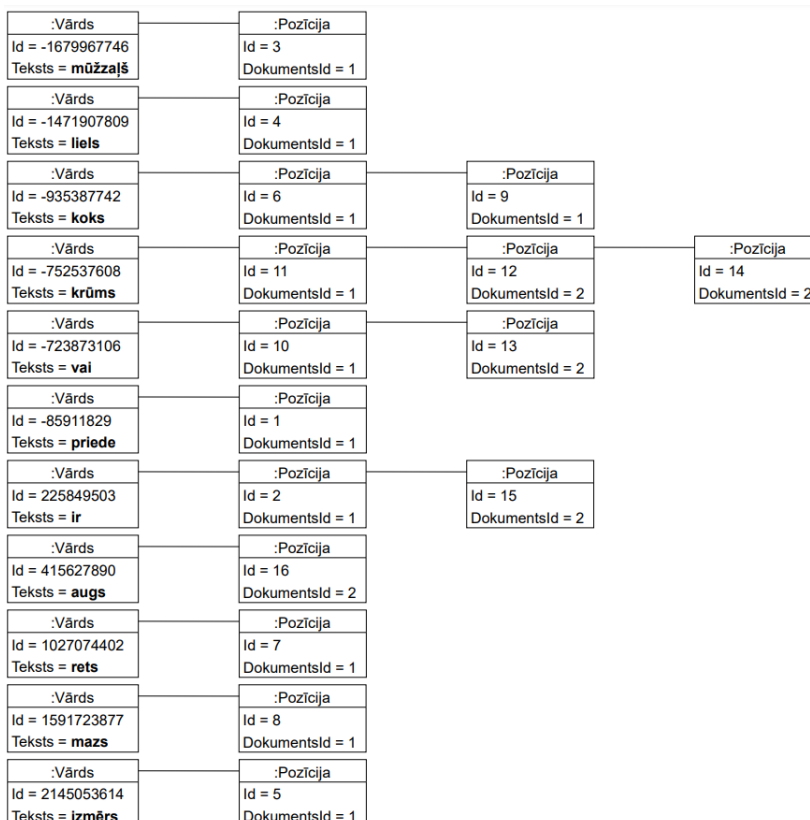 :Vārds :Pozīcija
Id = -1679967746 Id = 3
Teksts = mūžzaļš DokumentsId = 1
:Vārds :Pozīcija
Id = -1471907809 Id = 4
Teksts = liels DokumentsId = 1
:Vārds :Pozīcija :Pozīcija
Id = -935387742 Id = 6 Id = 9
Teksts = koks DokumentsId = 1 DokumentsId = 1
:Vārds :Pozīcija :Pozīcija :Pozīcija
Id = -752537608 Id = 11 Id = 12 Id = 14
Teksts = krūms DokumentsId = 1 DokumentsId = 2 DokumentsId = 2
:Vārds :Pozīcija :Pozīcija
Id = -723873106 Id = 10 Id = 13
Teksts = vai DokumentsId = 1 DokumentsId = 2
:Vārds :Pozīcija
Id = -85911829 Id = 1
Teksts = priede DokumentsId = 1
:Vārds :Pozīcija :Pozīcija
Id = 225849503 Id = 2 Id = 15
Teksts = ir DokumentsId = 1 DokumentsId = 2
:Vārds :Pozīcija
Id = 415627890 Id = 16
Teksts = augs DokumentsId = 2
:Vārds :Pozīcija
Id = 1027074402 Id = 7
Teksts = rets DokumentsId = 1
:Vārds :Pozīcija
Id = 1591723877 Id = 8
Teksts = mazs DokumentsId = 1
:Vārds :Pozīcija
Id = 2145053614 Id = 5
Teksts = izmērs DokumentsId = 1